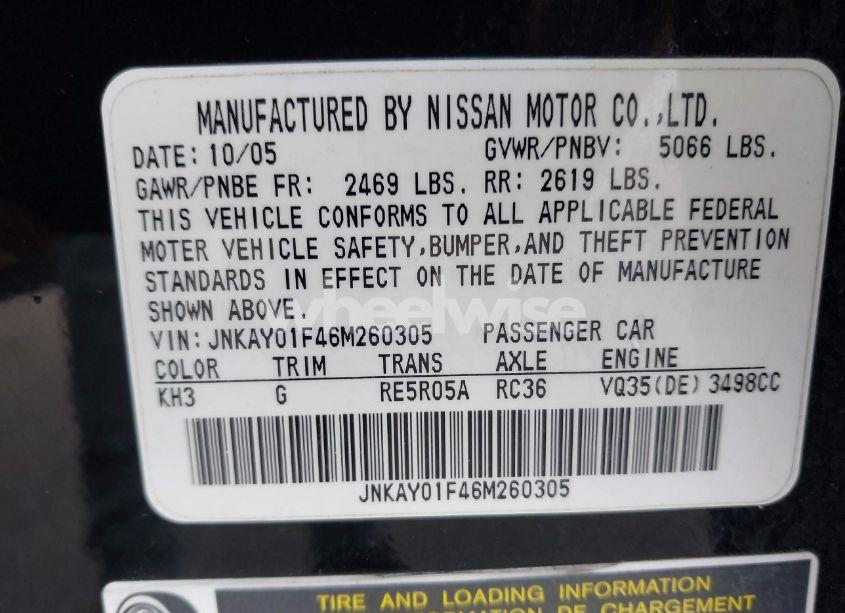 MANUFACTURED BY NISSAN MOTOR CO.,LTD.
DATE: 10/05 GVWR/PNBV: 5066 LBS.
GAWR/PNBE FR: 2469 LBS. RR: 2619 LBS.
THIS VEHICLE CONFORMS TO ALL APPLICABLE FEDERAL
MOTER VEHICLE SAFETY,BUMPER,AND THEFT PREVENTION
STANDARDS IN EFFECT ON THE DATE OF MANUFACTURE
SHOWN ABOVE.
wheelwise
VIN:JNKAY01F46M260305 PASSENGER CAR
COLOR TRIM TRANS AXLE ENGINE
KH3 G RE5R05A RC36 VQ35(DE) 3498CC
JNKAY01F46M260305
TIRE AND LOADING INFORMATION
DE CHARGEMENT